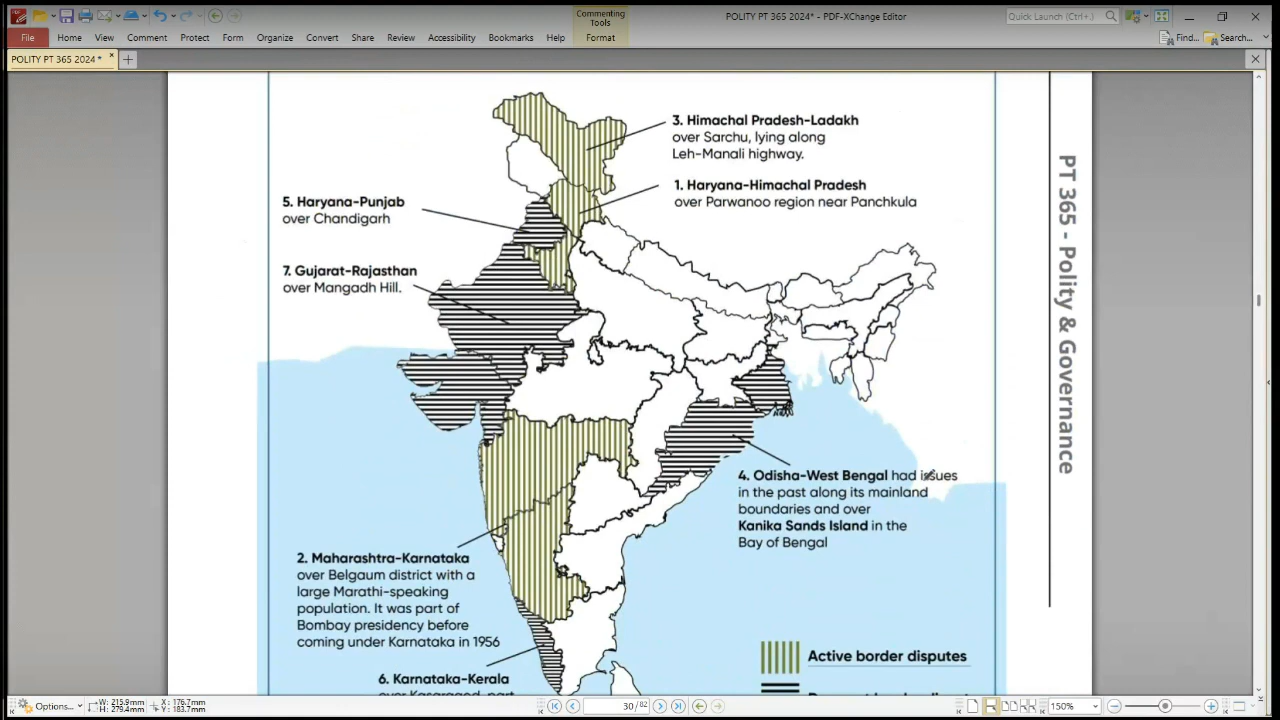 Commenting
Tools
POLITY PT 365 2024* - PDF-XChange Editor
Quick Launch (Ctrl+.)
File
Home
View
Comment
Protect
Form
Organize
Convert
Share
Review
Accessibility
Bookmarks
Help
Format
Find...
Search...
POLITY PT 365 2024 *
3. Himachal Pradesh-Ladakh
over Sarchu, lying along
Leh-Manali highway.
1. Haryana-Himachal Pradesh
over Parwanoo region near Panchkula
5. Haryana-Punjab
over Chandigarh
7. Gujarat-Rajasthan
over Mangadh Hill.
4. Odisha-West Bengal had issues
in the past along its mainland
boundaries and over
Kanika Sands Island in the
Bay of Bengal
2. Maharashtra-Karnataka
over Belgaum district with a
large Marathi-speaking
population. It was part of
Bombay presidency before
coming under Karnataka in 1956
6. Karnataka-Kerala
Active border disputes
PT 365 - Polity & Governance
Options...
W: 215.9mm
H: 279.4mm
X: 176.7mm
Y: 183.7mm
30 / 82
150%